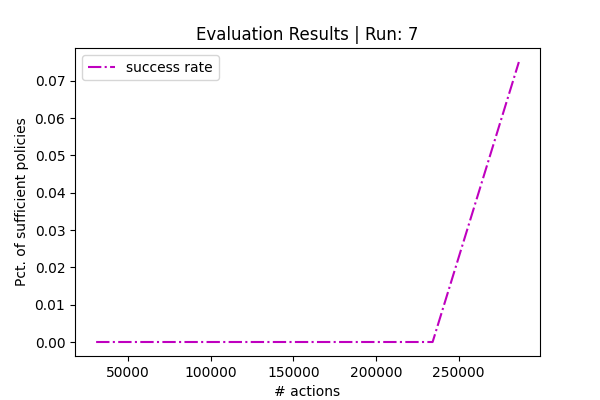 Evaluation Results | Run: 7
success rate
Pct. of sufficient policies
0.07
0.06
0.05
0.04
0.03
0.02
0.01
0.00
50000 100000 150000 200000 250000
# actions